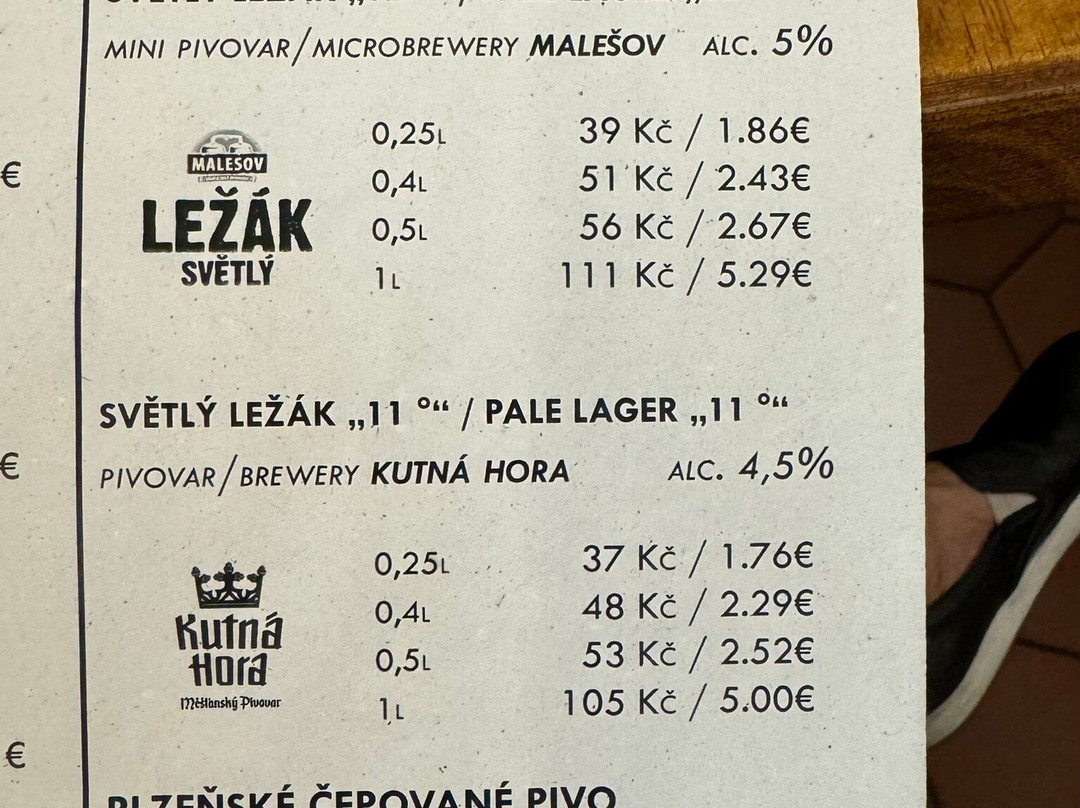 MINI PIVOVAR/MICROBREWERY MALEŠOV ALC. 5%
MALESOV
LEŽÁK
SVĚTLÝ
0,25L 39 Kč / 1.86€
0,4L 51 Kč / 2.43€
0,5L 56 Kč / 2.67€
1L 111 Kč / 5.29€
€
SVĚTLÝ LEŽÁK „11 °“ / PALE LAGER „11 °“
PIVOVAR/BREWERY KUTNÁ HORA ALC. 4,5%
€
Kutná
Hora
Měšťanský Pivovar
0,25L 37 Kč / 1.76€
0,4L 48 Kč / 2.29€
0,5L 53 Kč / 2.52€
1L 105 Kč / 5.00€
€
PLZEŇSKÉ ČEPOVANÉ PIVO